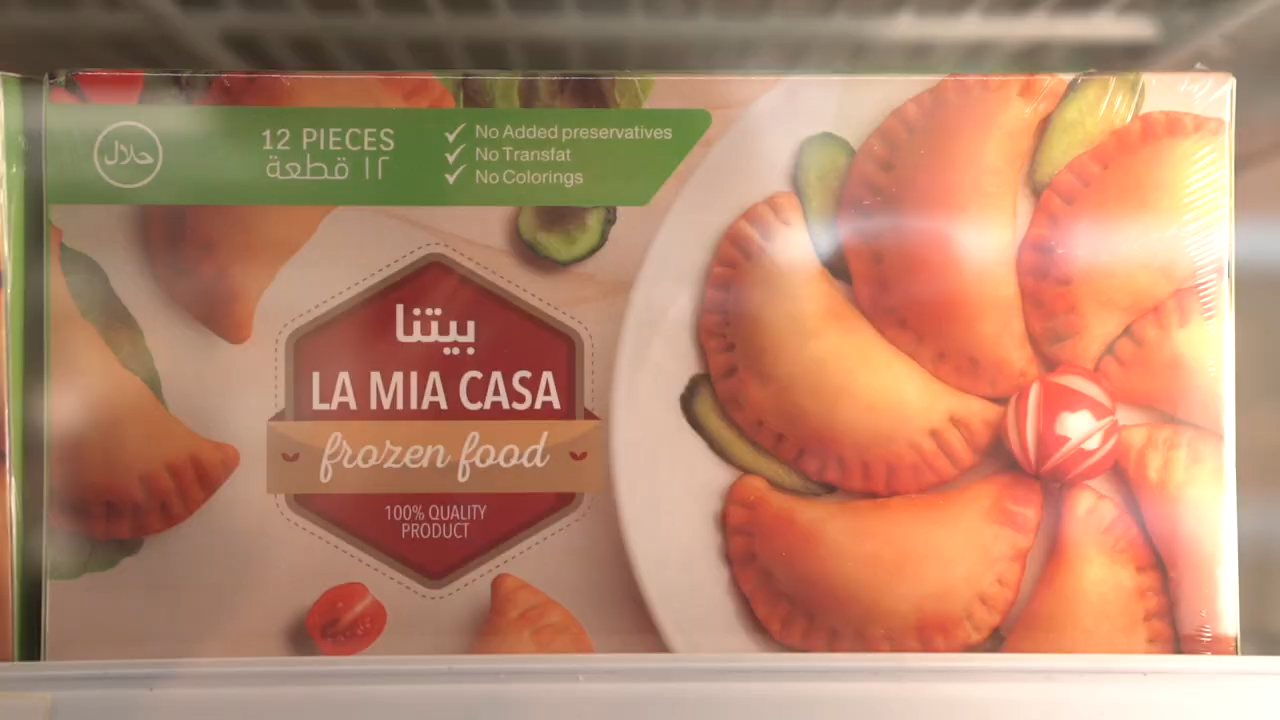 حلال
12 PIECES
١٢ قطعة
No Added preservatives
No Transfat
No Colorings
بيتنا
LA MIA CASA
frozen food
100% QUALITY
PRODUCT